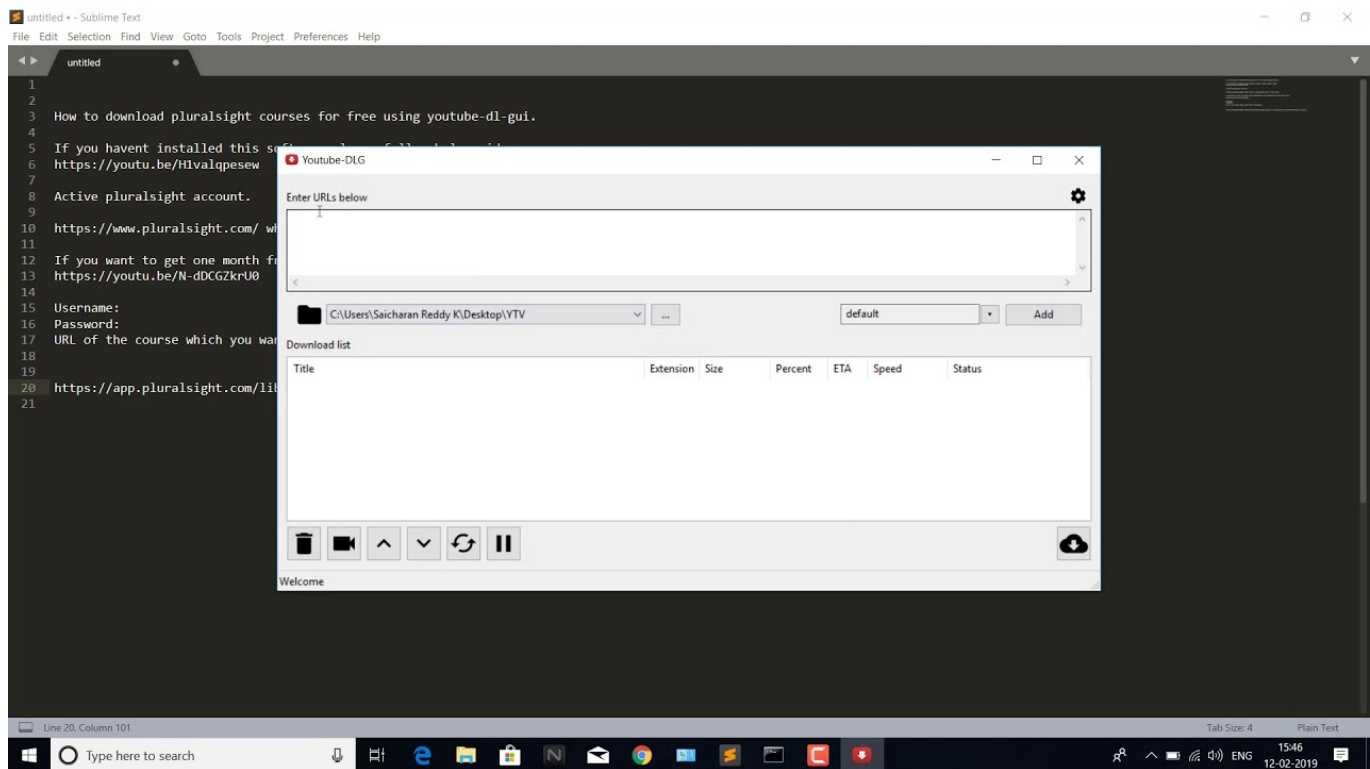 untitled • - Sublime Text
File Edit Selection Find View Goto Tools Project Preferences Help
untitled
1
2
3 How to download pluralsight courses for free using youtube-dl-gui.
4
5 If you havent installed this
6 https://youtu.be/H1valqpesew
7
8 Active pluralsight account.
9
10 https://www.pluralsight.com/
11
12 If you want to get one month
13 https://youtu.be/N-dDCGZkrU0
14
15 Username:
16 Password:
17 URL of the course which you
18
19
20 https://app.pluralsight.com/
21
Youtube-DLG
Enter URLs below
C:\Users\Saicharan Reddy K\Desktop\YTV
...
default
Add
Download list
Title Extension Size Percent ETA Speed Status
Welcome
Line 20, Column 101
Tab Size: 4 Plain Text
Type here to search
ENG
15:46
12-02-2019